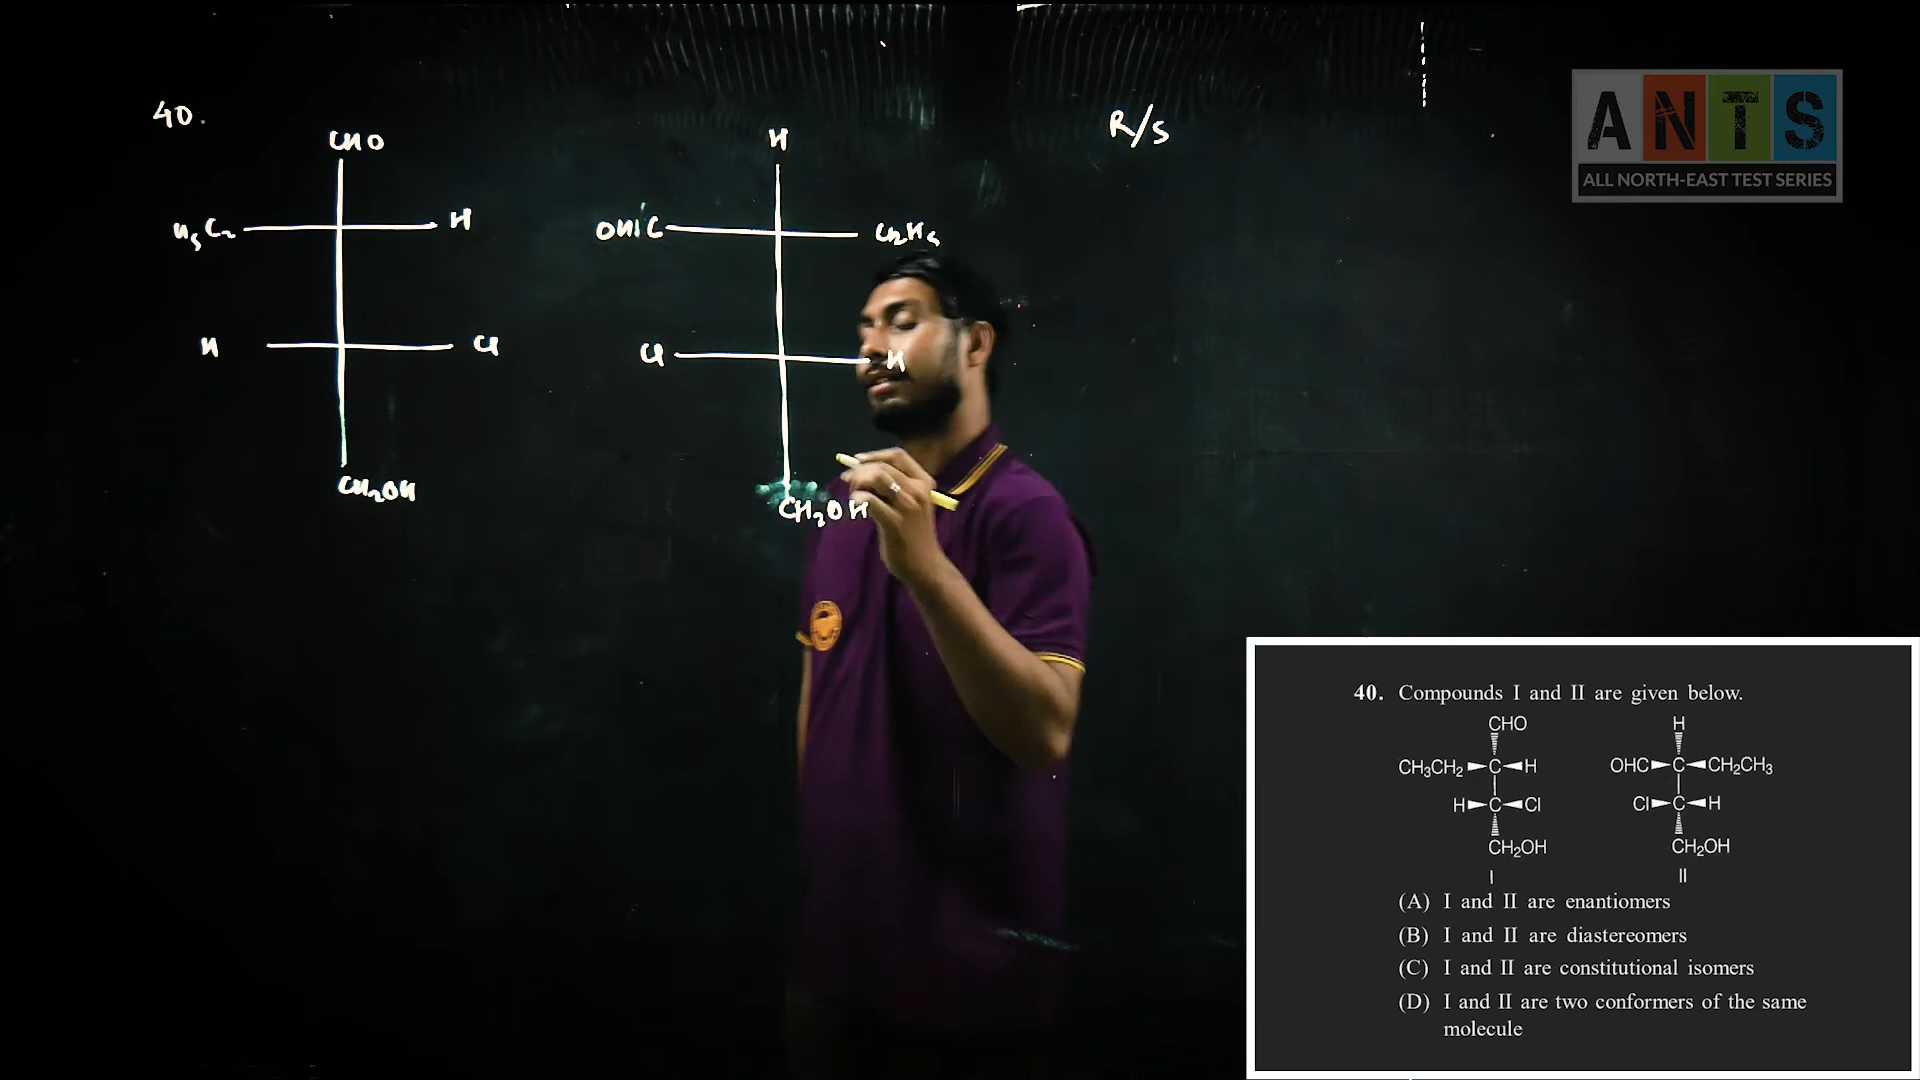 40.
CHO
H₅C₂ H
H Cl
CH₂OH
H
OHC C₂H₅
Cl H
CH₂OH
R/S
ANTS
ALL NORTH-EAST TEST SERIES
40. Compounds I and II are given below.
CHO
CH₃CH₂ C H
H C Cl
CH₂OH
I
H
OHC C CH₂CH₃
Cl C H
CH₂OH
II
(A) I and II are enantiomers
(B) I and II are diastereomers
(C) I and II are constitutional isomers
(D) I and II are two conformers of the same
molecule